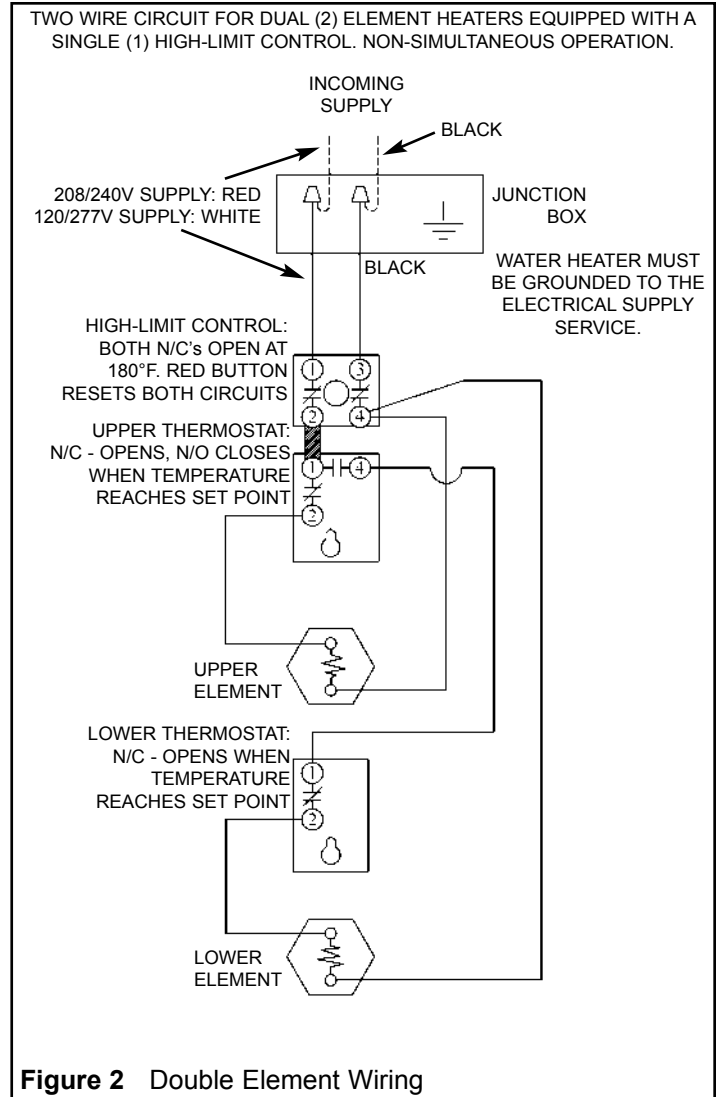 TWO WIRE CIRCUIT FOR DUAL (2) ELEMENT HEATERS EQUIPPED WITH A
SINGLE (1) HIGH-LIMIT CONTROL. NON-SIMULTANEOUS OPERATION.
INCOMING
SUPPLY
BLACK
208/240V SUPPLY: RED
120/277V SUPPLY: WHITE
JUNCTION
BOX
BLACK
WATER HEATER MUST
BE GROUNDED TO THE
ELECTRICAL SUPPLY
SERVICE.
HIGH-LIMIT CONTROL:
BOTH N/C's OPEN AT
180°F. RED BUTTON
RESETS BOTH CIRCUITS
1 3
2 4
UPPER THERMOSTAT:
N/C - OPENS, N/O CLOSES
WHEN TEMPERATURE
REACHES SET POINT
1 4
2
UPPER
ELEMENT
LOWER THERMOSTAT:
N/C - OPENS WHEN
TEMPERATURE
REACHES SET POINT
1
2
LOWER
ELEMENT
Figure 2 Double Element Wiring